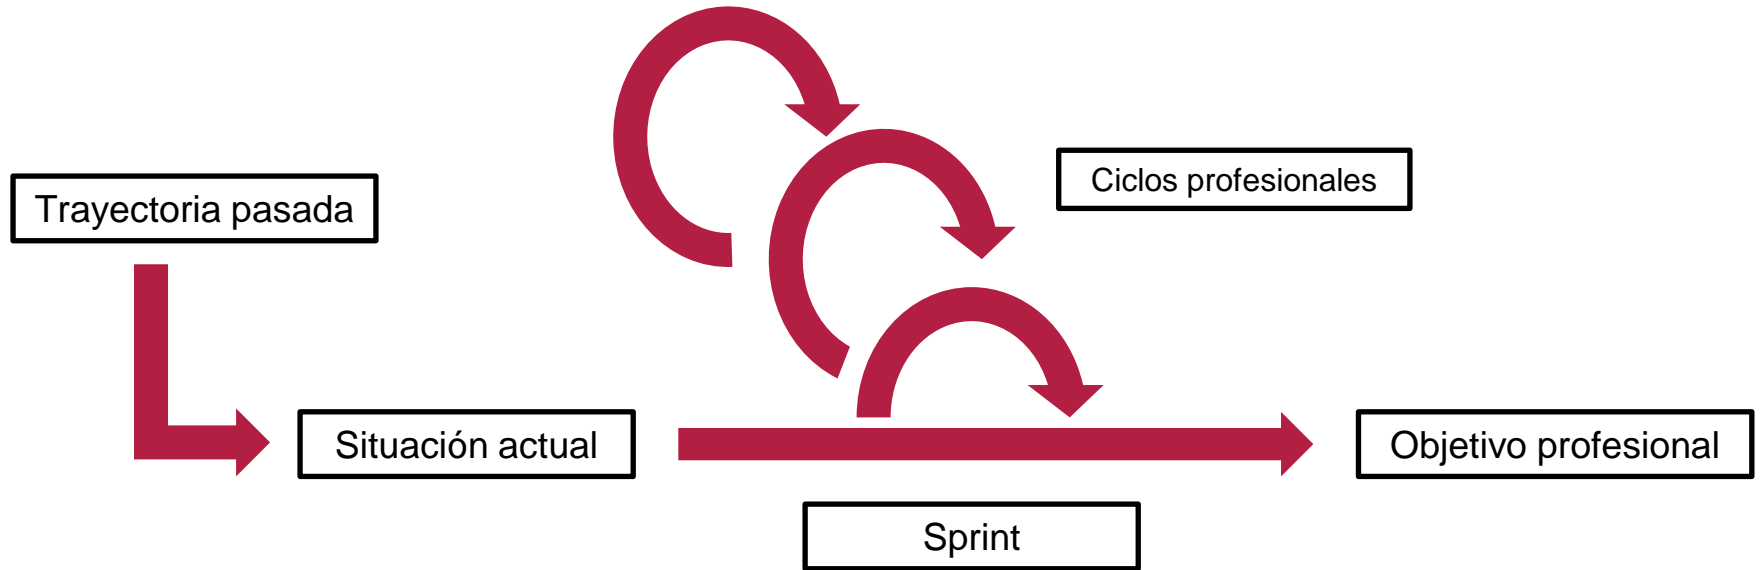 Ciclos profesionales
Trayectoria pasada
Situación actual
Objetivo profesional
Sprint